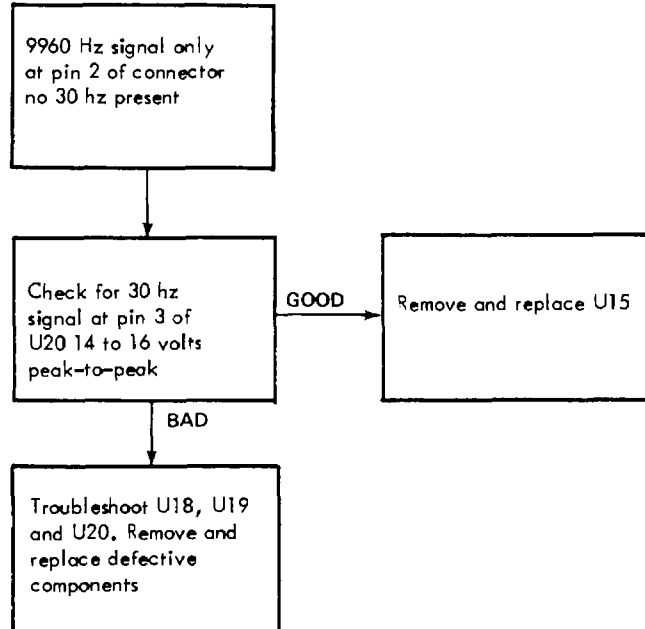 9960 Hz signal only
at pin 2 of connector
no 30 hz present
Check for 30 hz
signal at pin 3 of
U20 14 to 16 volts
peak-to-peak
GOOD
Remove and replace U15
BAD
Troubleshoot U18, U19
and U20. Remove and
replace defective
components